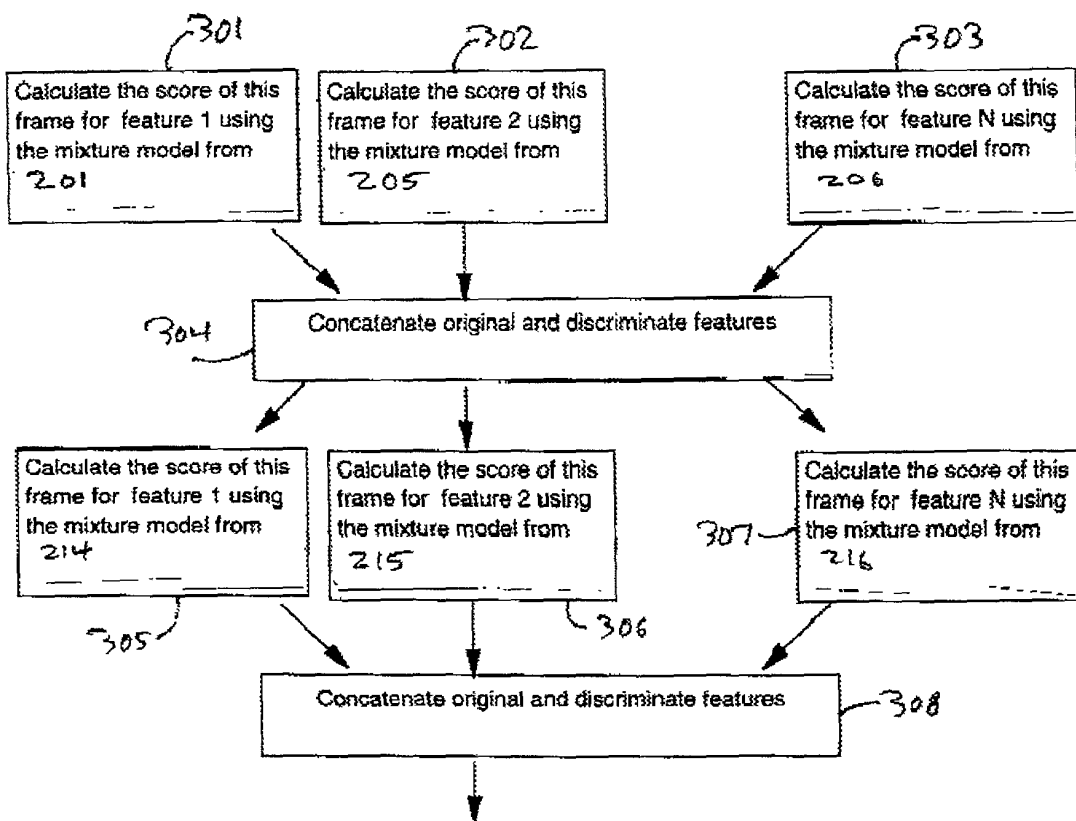 301
302
303
Calculate the score of this
frame for feature 1 using
the mixture model from
201
Calculate the score of this
frame for feature 2 using
the mixture model from
205
Calculate the score of this
frame for feature N using
the mixture model from
206
304
Concatenate original and discriminate features
Calculate the score of this
frame for feature 1 using
the mixture model from
214
Calculate the score of this
frame for feature 2 using
the mixture model from
215
307
Calculate the score of this
frame for feature N using
the mixture model from
216
305
306
Concatenate original and discriminate features
308